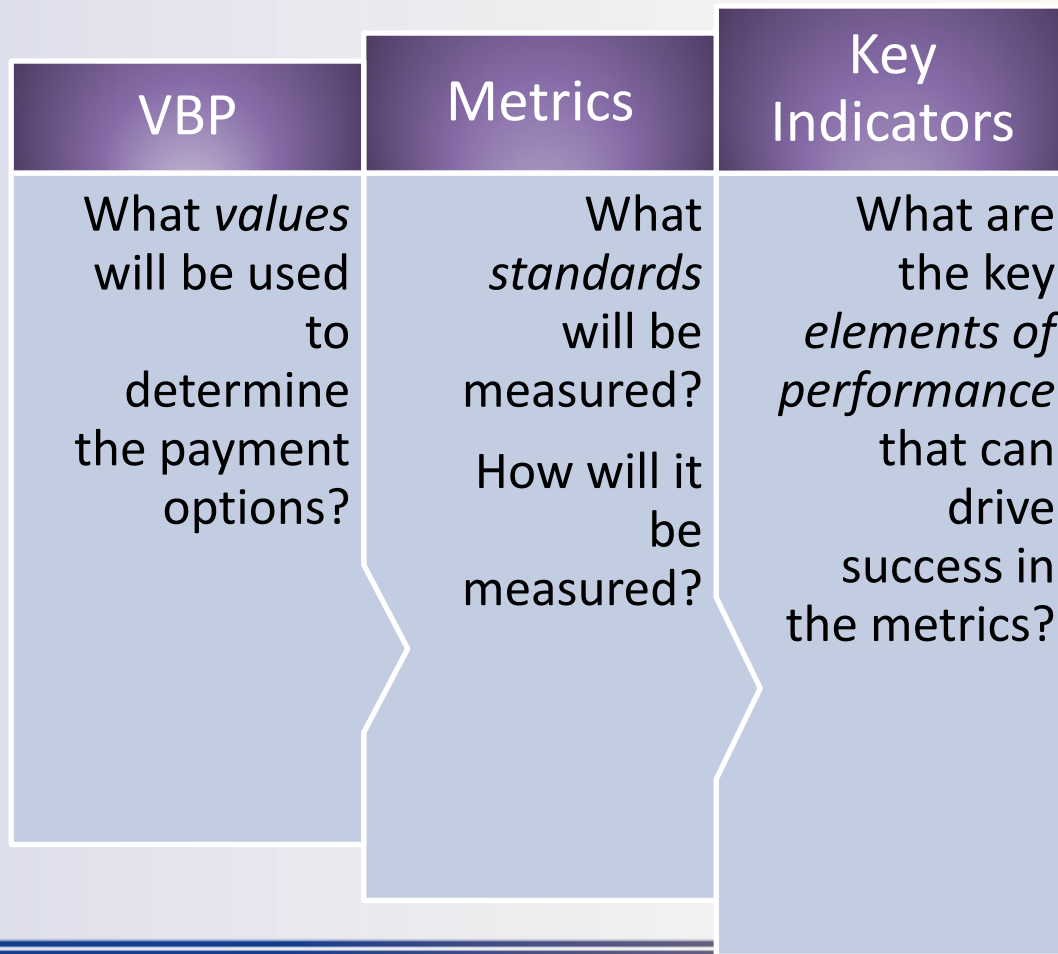 VBP
What values
will be used
to
determine
the payment
options?
Metrics
What
standards
will be
measured?
How will it
be
measured?
Key
Indicators
What are
the key
elements of
performance
that can
drive
success in
the metrics?